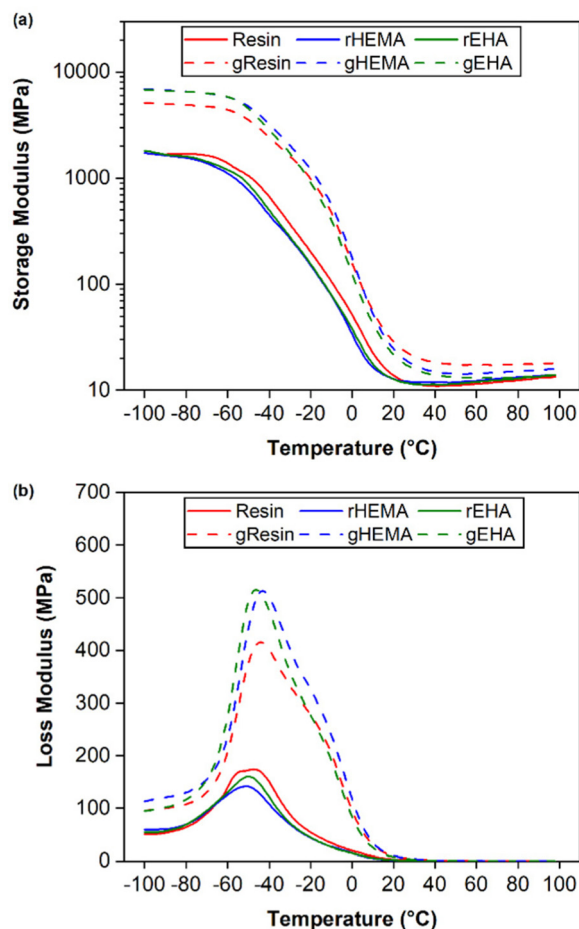 (a)
Resin rHEMA rEHA
gResin gHEMA gEHA
10000
1000
100
10
Storage Modulus (MPa)
-100 -80 -60 -40 -20 0 20 40 60 80 100
Temperature (°C)
(b)
700
Resin rHEMA rEHA
gResin gHEMA gEHA
600
500
400
300
200
100
0
Loss Modulus (MPa)
-100 -80 -60 -40 -20 0 20 40 60 80 100
Temperature (°C)